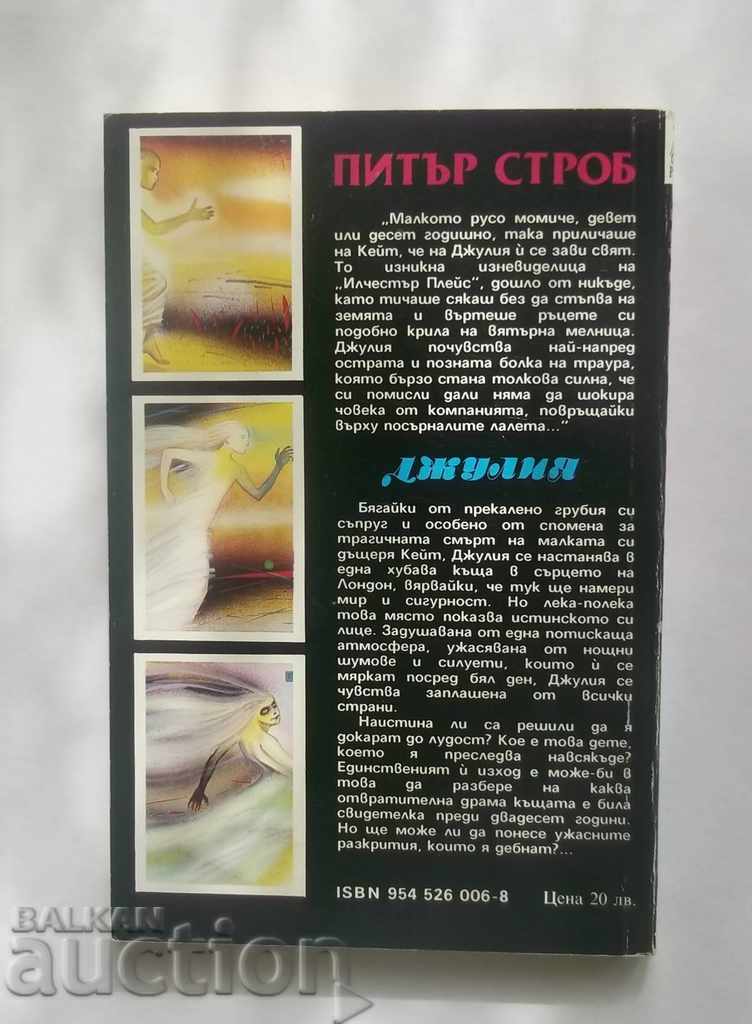 ПИТЪР СТРОБ
„Малкото русо момиче, девет
или десет годишно, така приличаше
на Кейт, че на Джулия ѝ се зави свят.
То изникна изневиделица на
„Илчестър Плейс“, дошло от никъде,
като тичаше сякаш без да стъпва на
земята и въртеше ръцете си
подобно крила на вятърна мелница.
Джулия почувства най-напред
острата и позната болка на траура,
която бързо стана толкова силна, че
си помисли дали няма да шокира
човека от компанията, повръщайки
върху посърналите лалета...“
ДЖУЛИЯ
Бягайки от прекалено грубия си
съпруг и особено от спомена за
трагичната смърт на малката си
дъщеря Кейт, Джулия се настанява в
една хубава къща в сърцето на
Лондон, вярвайки, че тук ще намери
мир и сигурност. Но лека-полека
това място показва истинското си
лице. Задушавана от една потискаща
атмосфера, ужасявана от нощни
шумове и силуети, които ѝ се
мяркат посред бял ден, Джулия се
чувства заплашена от всички
страни.
Наистина ли са решили да я
докарат до лудост? Кое е това дете,
което я преследва навсякъде?
Единственият ѝ изход е може-би в
това да разбере на каква
отвратителна драма къщата е била
свидетелка преди двадесет години.
Но ще може ли да понесе ужасните
разкрития, които я дебнат?...
ISBN 954 526 006-8 Цена 20 лв.
BALKAN
auction